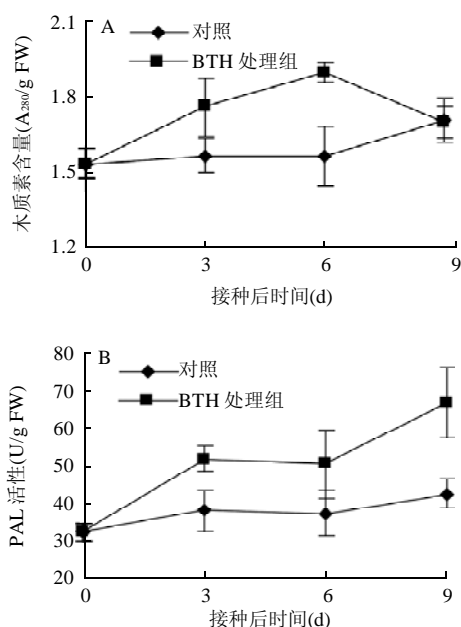 2.1
A
对照
BTH 处理组
1.8
1.5
1.2
木质素含量(A₂₈₀/g FW)
0 3 6 9
接种后时间(d)
80
B
对照
70
BTH 处理组
60
50
40
30
20
PAL 活性(U/g FW)
0 3 6 9
接种后时间(d)